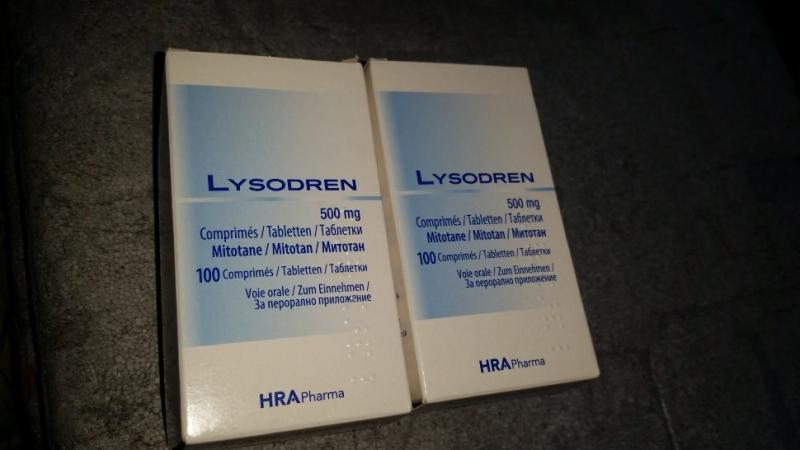 LYSODREN
500 mg
Comprimés / Tabletten / Таблетки
Mitotane / Mitotan / Митотан
100 Comprimés / Tabletten / Таблетки
Voie orale / Zum Einnehmen /
За перорално приложение
HRA Pharma
LYSODREN
500 mg
Comprimés / Tabletten / Таблетки
Mitotane / Mitotan / Митотан
100 Comprimés / Tabletten / Таблетки
Voie orale / Zum Einnehmen /
За перорално приложение
HRA Pharma